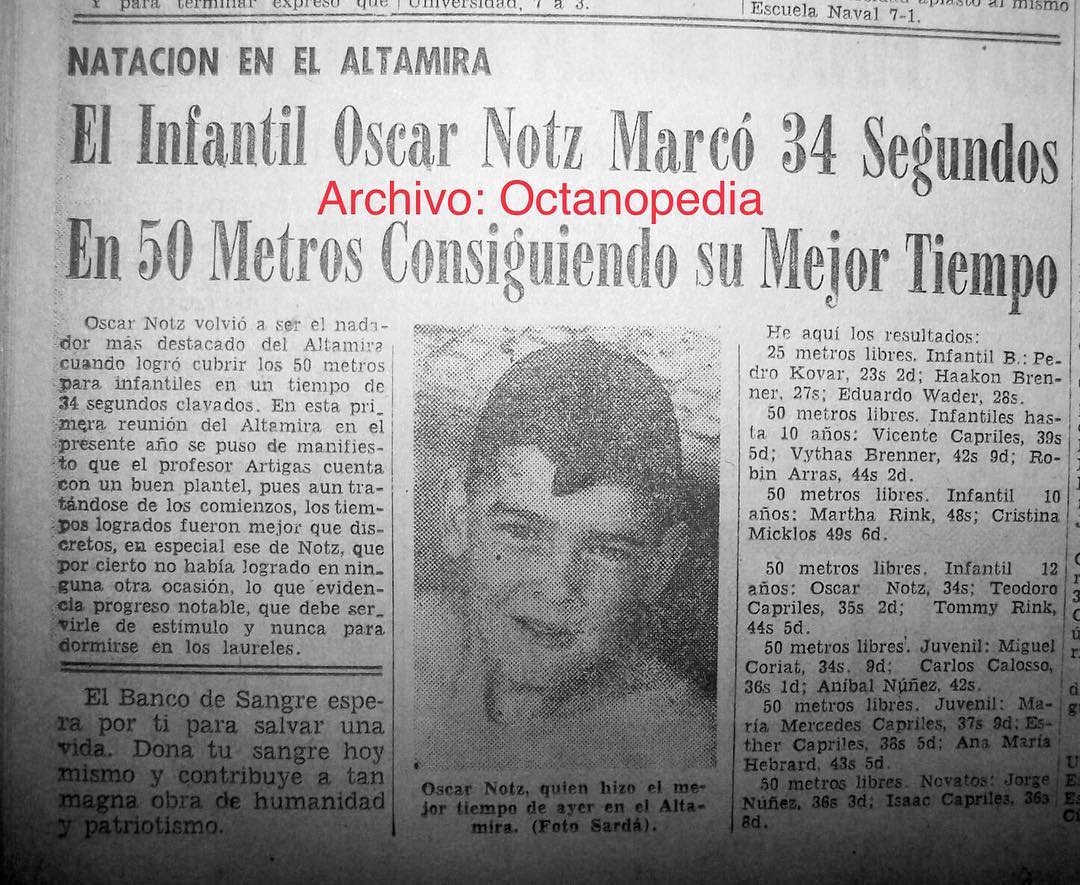 Y para terminar expresó que
Universidad, 7 a 3.
aplastó al mismo
Escuela Naval 7-1.
NATACION EN EL ALTAMIRA
El Infantil Oscar Notz Marcó 34 Segundos
Archivo: Octanopedia
En 50 Metros Consiguiendo su Mejor Tiempo
Oscar Notz volvió a ser el nada-
dor más destacado del Altamira
cuando logró cubrir los 50 metros
para infantiles en un tiempo de
34 segundos clavados. En esta pri_
mera reunión del Altamira en el
presente año se puso de manifies-
to que el profesor Artigas cuenta
con un buen plantel, pues aun tra-
tándose de los comienzos, los tiem-
pos logrados fueron mejor que dis-
cretos, en especial ese de Notz, que
por cierto no había logrado en nin_
guna otra ocasión, lo que eviden-
cia progreso notable, que debe ser_
virle de estímulo y nunca para
dormirse en los laureles.
El Banco de Sangre espe-
ra por ti para salvar una
vida. Dona tu sangre hoy
mismo y contribuye a tan
magna obra de humanidad
y patriotismo.
Oscar Notz, quien hizo el me-
jor tiempo de ayer en el Alta-
mira. (Foto Sardá).
He aquí los resultados:
25 metros libres. Infantil B.: Pe-
dro Kovar, 23s 2d; Haakon Bren-
ner, 27s; Eduardo Wader, 28s.
50 metros libres. Infantiles has-
ta 10 años: Vicente Capriles, 39s
5d; Vythas Brenner, 42s 9d; Ro-
bin Arras, 44s 2d.
50 metros libres. Infantil 10
años: Martha Rink, 48s; Cristina
Micklos 49s 6d.
50 metros libres. Infantil 12
años: Oscar Notz, 34s; Teodoro
Capriles, 35s 2d; Tommy Rink,
44s 5d.
50 metros libres. Juvenil: Miguel
Coriat, 34s. 9d; Carlos Calosso,
36s 1d; Aníbal Núñez, 42s.
50 metros libres. Juvenil: Ma-
ría Mercedes Capriles, 37s 9d; Es-
ther Capriles, 38s 5d; Ana María
Hebrard, 43s 5d.
50 metros libres. Novatos: Jorge
Núñez, 36s 3d; Isaac Capriles, 36s
8d.